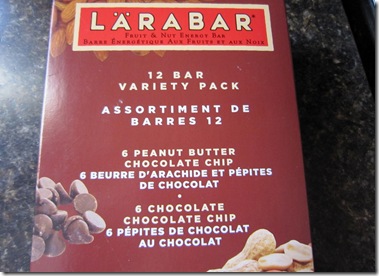 LÄRABAR®
FRUIT & NUT ENERGY BAR
BARRE ÉNERGÉTIQUE AUX FRUITS ET AUX NOIX
12 BAR
VARIETY PACK
ASSORTIMENT DE
BARRES 12
6 PEANUT BUTTER
CHOCOLATE CHIP
6 BEURRE D'ARACHIDE ET PÉPITES
DE CHOCOLAT
•
6 CHOCOLATE
CHOCOLATE CHIP
6 PÉPITES DE CHOCOLAT
AU CHOCOLAT